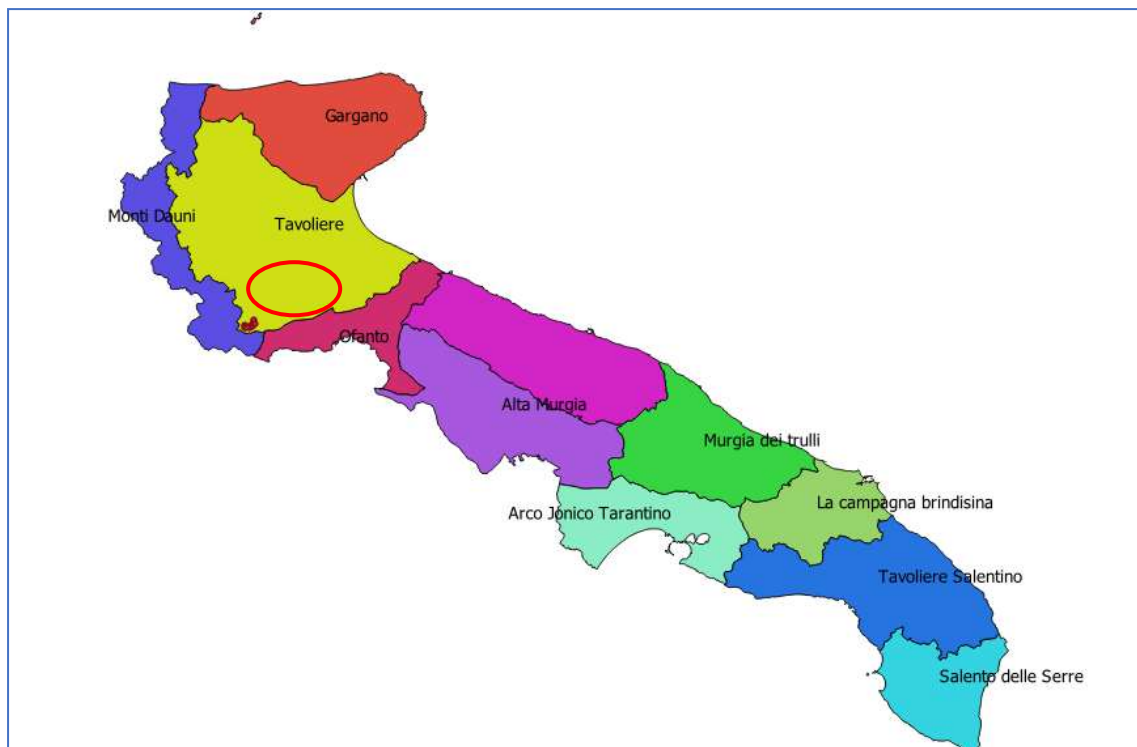 Gargano
Monti Dauni
Tavoliere
Ofanto
Alta Murgia
Murgia dei trulli
La campagna brindisina
Arco Jonico Tarantino
Tavoliere Salentino
Salento delle Serre